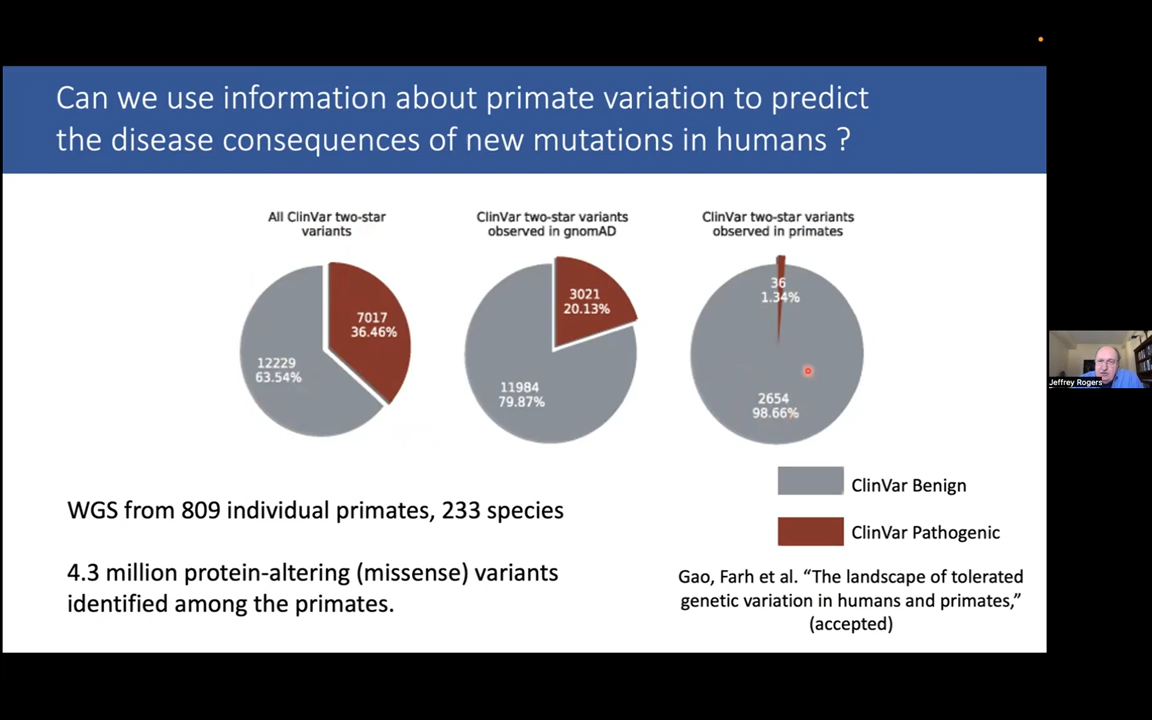 Can we use information about primate variation to predict
the disease consequences of new mutations in humans ?
All ClinVar two-star
variants
7017
36.46%
12229
63.54%
ClinVar two-star variants
observed in gnomAD
3021
20.13%
11984
79.87%
ClinVar two-star variants
observed in primates
36
1.34%
2654
98.66%
Jeffrey Rogers
ClinVar Benign
ClinVar Pathogenic
WGS from 809 individual primates, 233 species
4.3 million protein-altering (missense) variants
identified among the primates.
Gao, Farh et al. “The landscape of tolerated
genetic variation in humans and primates,”
(accepted)